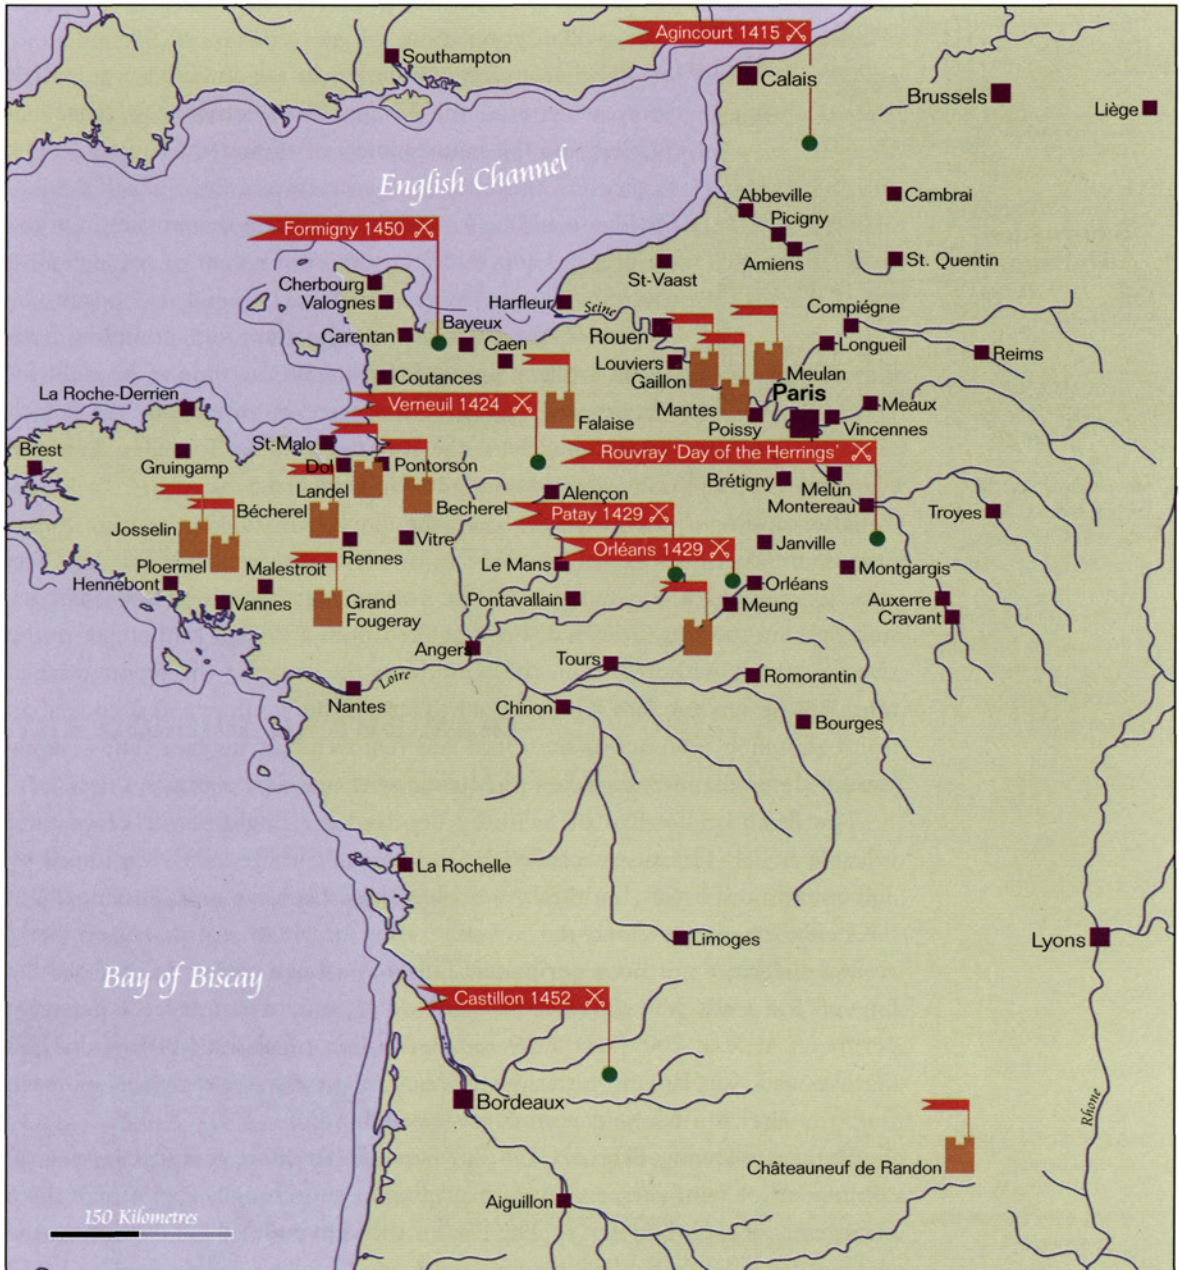 Agincourt 1415
Southampton
Calais
Brussels
Liège
English Channel
Abbeville
Cambrai
Picigny
Formigny 1450
Amiens
St. Quentin
St-Vaast
Cherbourg
Valognes
Harfleur
Seine
Compiégne
Carentan
Bayeux
Rouen
Longueil
Caen
Reims
Louviers
Coutances
Gaillon
Meulan
La Roche-Derrien
Verneuil 1424
Paris
Mantes
Meaux
Falaise
Poissy
Vincennes
Brest
St-Malo
Rouvray 'Day of the Herrings'
Gruingamp
Dol
Pontorsón
Brétigny
Melun
Landel
Alençon
Montereau
Bécherel
Becherel
Patay 1429
Troyes
Josselin
Vitre
Janville
Rennes
Orléans 1429
Ploermel
Le Mans
Montgargis
Malestroit
Hennebont
Orléans
Vannes
Grand
Fougeray
Pontavallain
Meung
Auxerre
Cravant
Angers
Tours
Loire
Romorantin
Nantes
Chinon
Bourges
La Rochelle
Limoges
Lyons
Bay of Biscay
Castillon 1452
Bordeaux
Rhone
Châteauneuf de Randon
Aiguillon
150 Kilometres